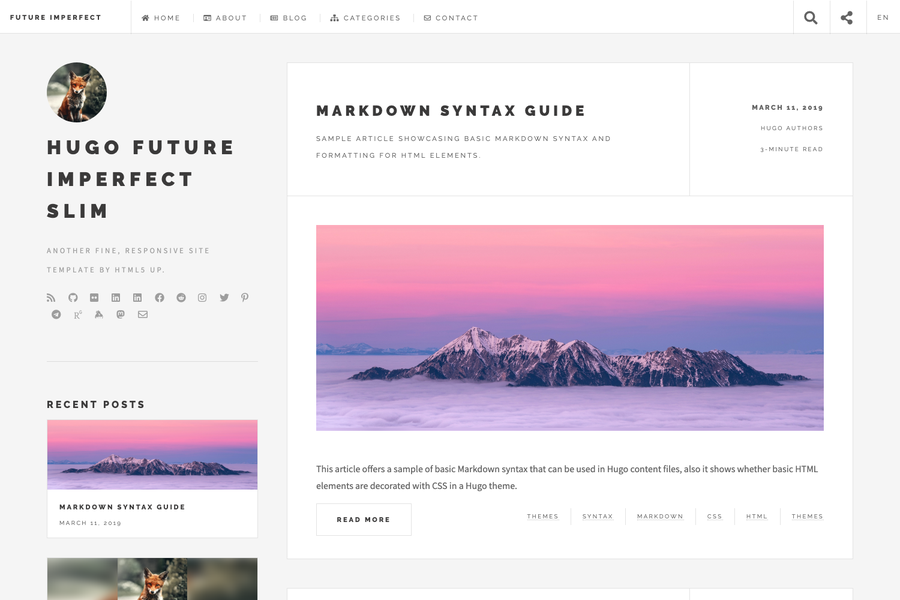 FUTURE IMPERFECT
HOME
ABOUT
BLOG
CATEGORIES
CONTACT
EN
HUGO FUTURE
IMPERFECT
SLIM
ANOTHER FINE, RESPONSIVE SITE
TEMPLATE BY HTML5 UP.
RECENT POSTS
MARKDOWN SYNTAX GUIDE
MARCH 11, 2019
MARKDOWN SYNTAX GUIDE
SAMPLE ARTICLE SHOWCASING BASIC MARKDOWN SYNTAX AND
FORMATTING FOR HTML ELEMENTS.
MARCH 11, 2019
HUGO AUTHORS
3-MINUTE READ
This article offers a sample of basic Markdown syntax that can be used in Hugo content files, also it shows whether basic HTML
elements are decorated with CSS in a Hugo theme.
READ MORE
THEMES
SYNTAX
MARKDOWN
CSS
HTML
THEMES